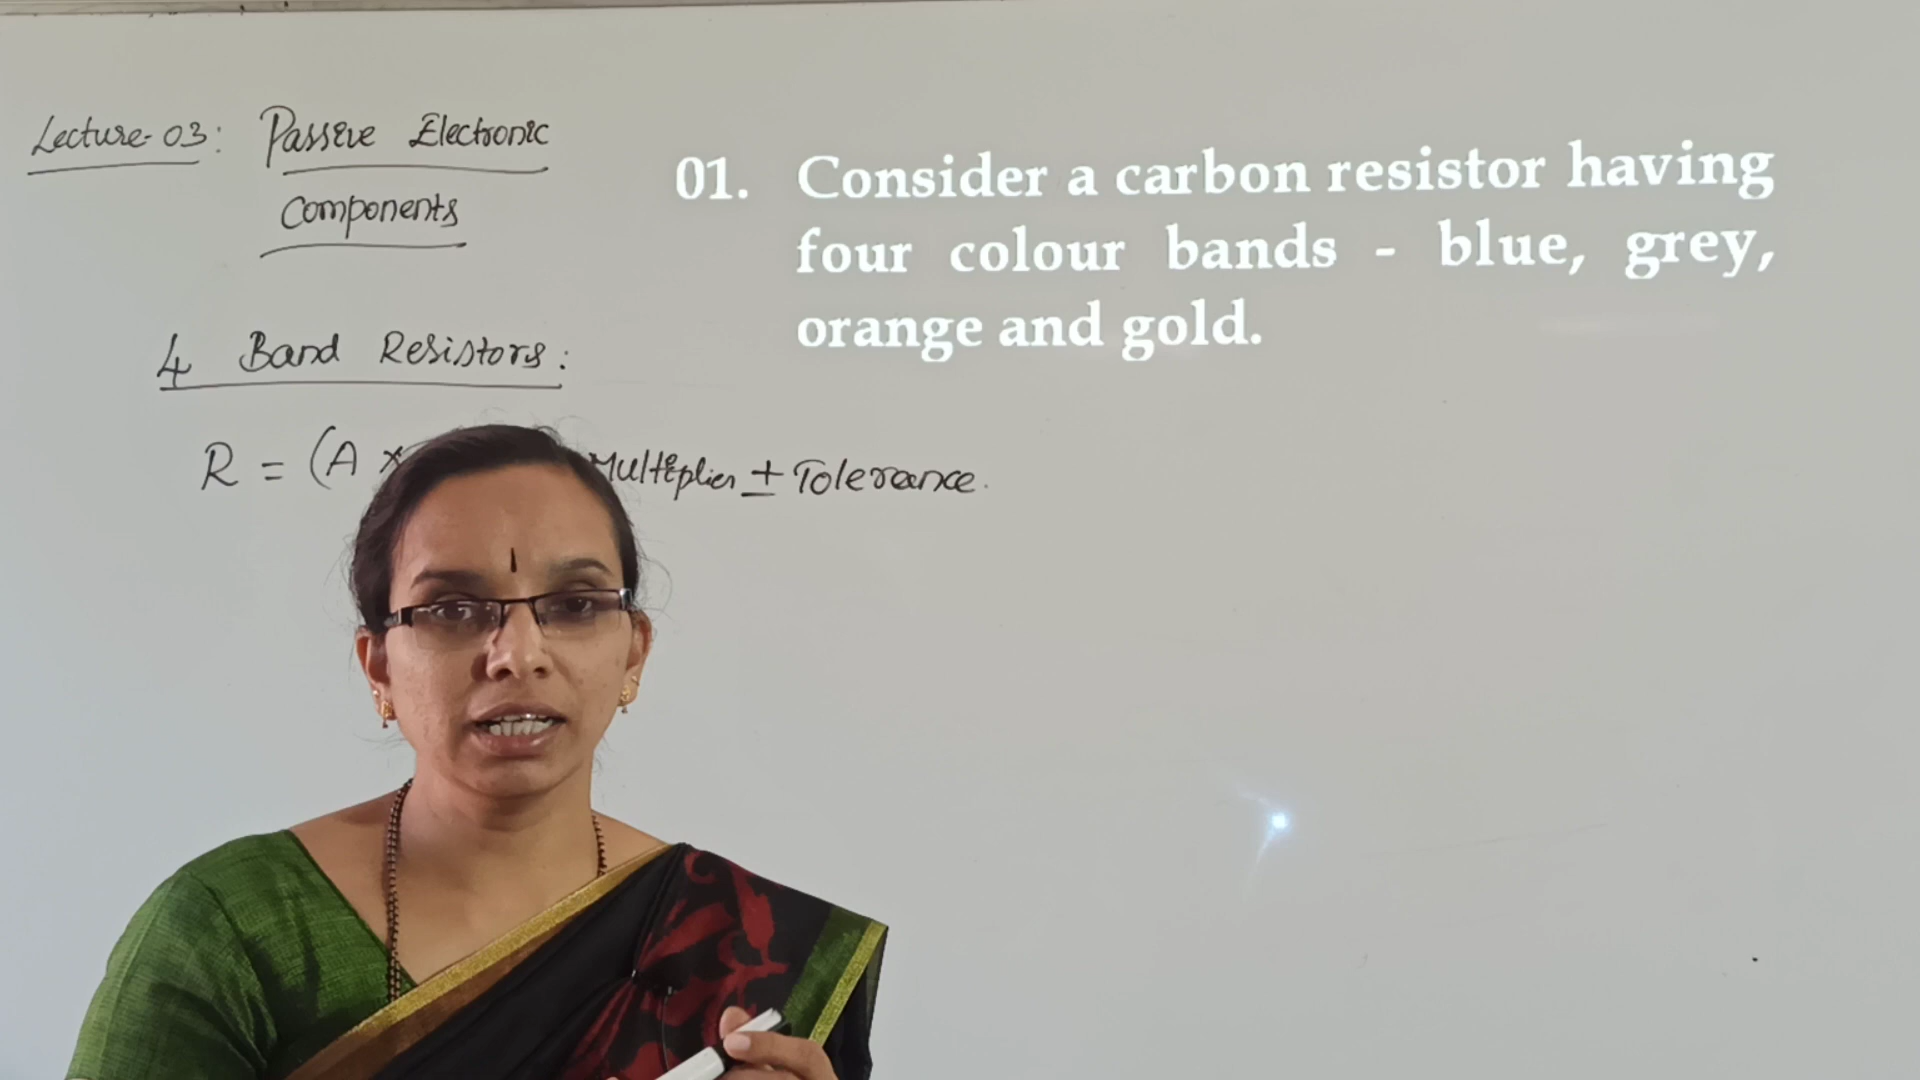 Lecture-03: Passive Electronic
Components
01. Consider a carbon resistor having
four colour bands - blue, grey,
orange and gold.
4 Band Resistors:
R = (A × Multiplier ± Tolerance.